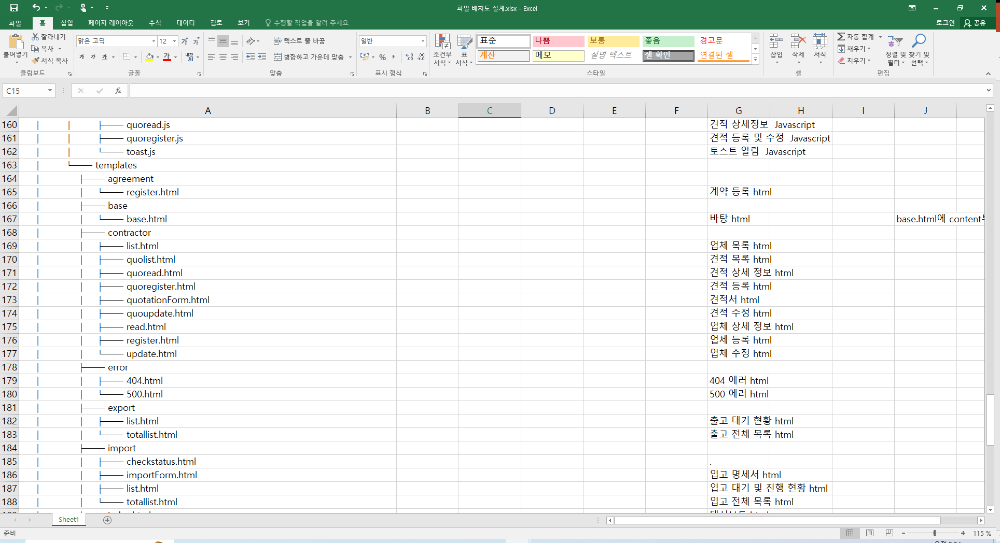 파일 배치도 설계.xlsx - Excel
파일 홈 삽입 페이지 레이아웃 수식 데이터 검토 보기 수행할 작업을 알려 주세요. 로그인 공유
붙여넣기 잘라내기 복사 서식 복사 클립보드
맑은 고딕 12 가 가 가 가 가 가 내천 글꼴
텍스트 줄 바꿈 병합하고 가운데 맞춤 맞춤
일반 % 표시 형식
조건부 서식 표 서식
표준 나쁨 보통 좋음 경고문
계산 메모 설명 텍스트 셀 확인 연결된 셀
스타일
삽입 삭제 서식 셀
자동 합계 채우기 지우기 정렬 및 필터 찾기 및 선택 편집
C15 fx
A B C D E F G H I J
160 │ │ ├── quoread.js 견적 상세정보 Javascript
161 │ │ ├── quoregister.js 견적 등록 및 수정 Javascript
162 │ │ └── toast.js 토스트 알림 Javascript
163 │ └── templates
164 │ ├── agreement
165 │ │ └── register.html 계약 등록 html
166 │ ├── base
167 │ │ └── base.html 바탕 html base.html에 content
168 │ ├── contractor
169 │ │ ├── list.html 업체 목록 html
170 │ │ ├── quolist.html 견적 목록 html
171 │ │ ├── quoread.html 견적 상세 정보 html
172 │ │ ├── quoregister.html 견적 등록 html
173 │ │ ├── quotationForm.html 견적서 html
174 │ │ ├── quoupdate.html 견적 수정 html
175 │ │ ├── read.html 업체 상세 정보 html
176 │ │ ├── register.html 업체 등록 html
177 │ │ └── update.html 업체 수정 html
178 │ ├── error
179 │ │ ├── 404.html 404 에러 html
180 │ │ └── 500.html 500 에러 html
181 │ ├── export
182 │ │ ├── list.html 출고 대기 현황 html
183 │ │ └── totallist.html 출고 전체 목록 html
184 │ ├── import
185 │ │ ├── checkstatus.html .
186 │ │ ├── importForm.html 입고 명세서 html
187 │ │ ├── list.html 입고 대기 및 진행 현황 html
188 │ │ └── totallist.html 입고 전체 목록 html
Sheet1
준비 115 %